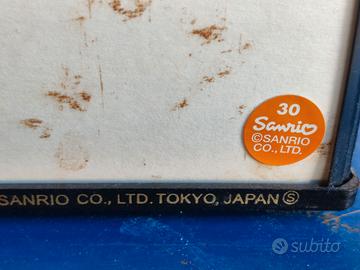 30
Sanrio
©SANRIO
CO., LTD.
SANRIO CO., LTD. TOKYO, JAPAN Ⓢ
subito